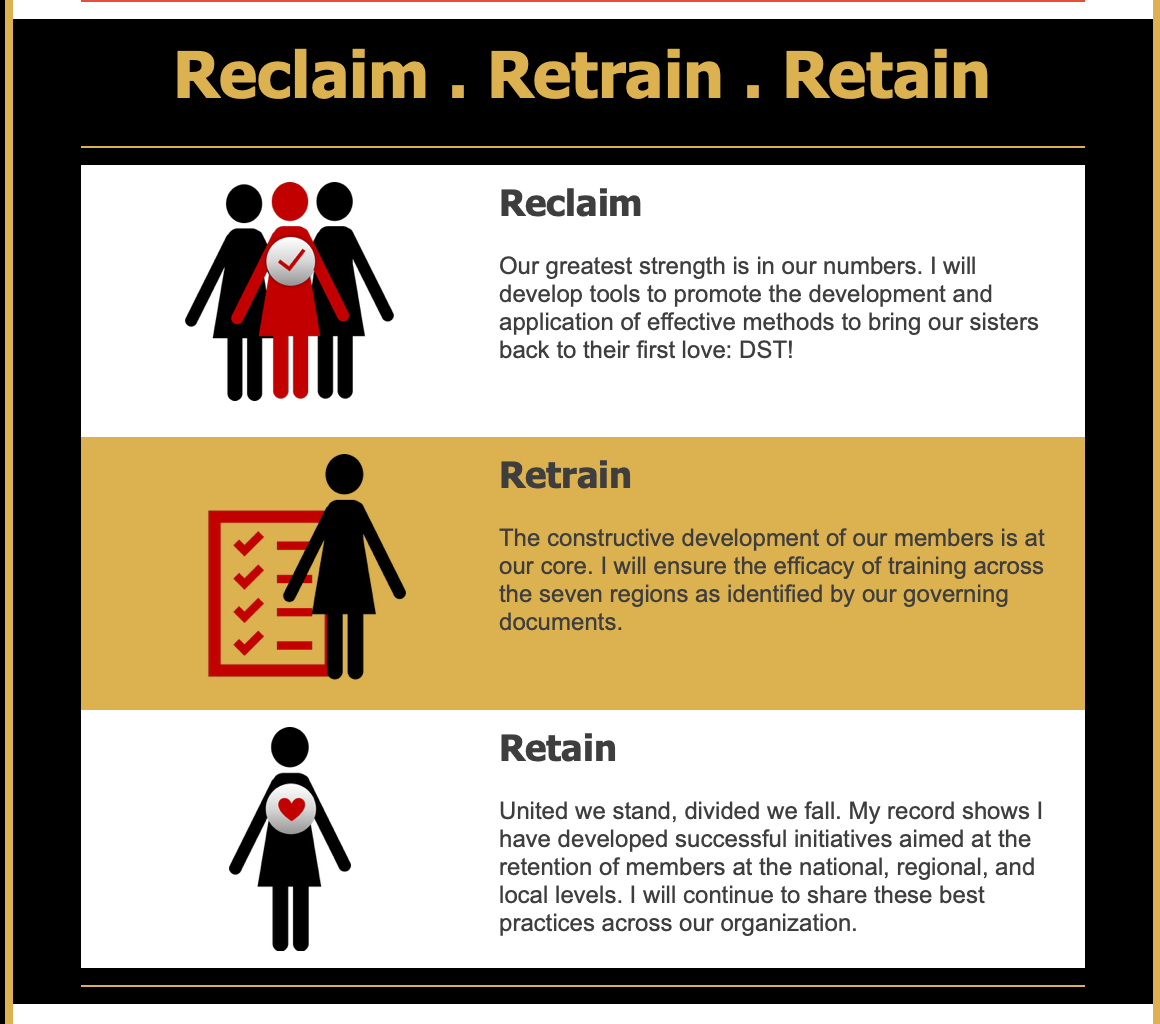 Reclaim . Retrain . Retain
Reclaim
Our greatest strength is in our numbers. I will
develop tools to promote the development and
application of effective methods to bring our sisters
back to their first love: DST!
Retrain
The constructive development of our members is at
our core. I will ensure the efficacy of training across
the seven regions as identified by our governing
documents.
Retain
United we stand, divided we fall. My record shows I
have developed successful initiatives aimed at the
retention of members at the national, regional, and
local levels. I will continue to share these best
practices across our organization.